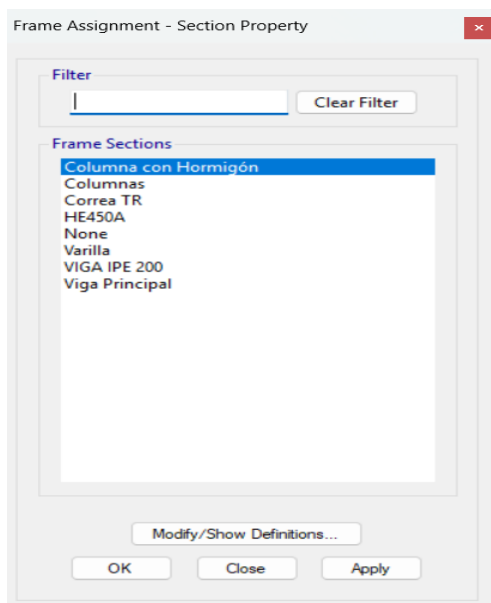 Frame Assignment - Section Property
Filter
Clear Filter
Frame Sections
Columna con Hormigón
Columnas
Correa TR
HE450A
None
Varilla
VIGA IPE 200
Viga Principal
Modify/Show Definitions...
OK Close Apply